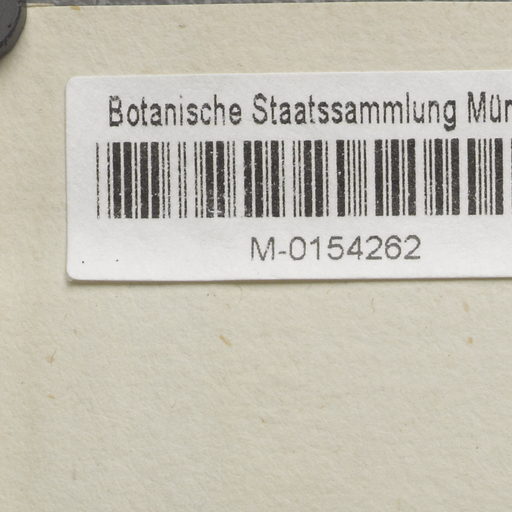 Botanische Staatssammlung Mün
M-0154262